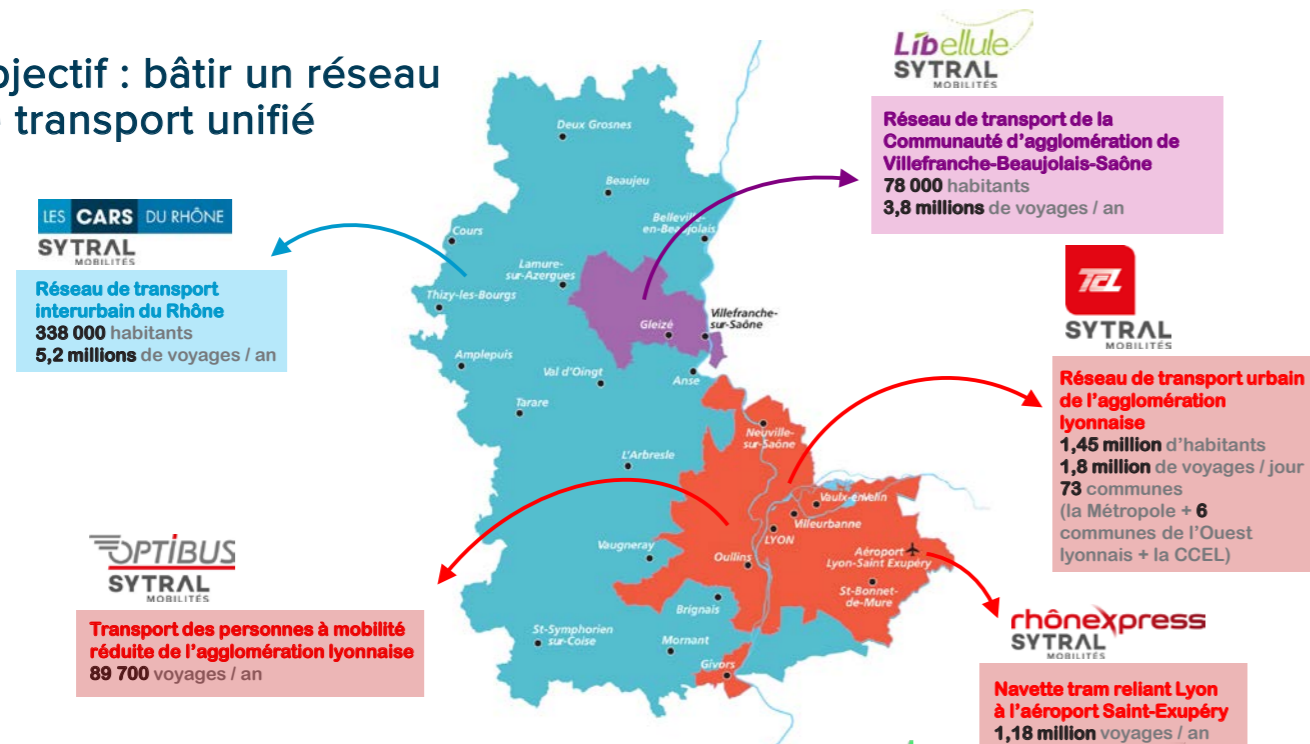 bjectif : bâtir un réseau
transport unifié
LES CARS DU RHÔNE
SYTRAL
MOBILITÉS
Réseau de transport
interurbain du Rhône
338 000 habitants
5,2 millions de voyages / an
OPTIBUS
SYTRAL
MOBILITÉS
Transport des personnes à mobilité
réduite de l'agglomération lyonnaise
89 700 voyages / an
Deux Grosnes
Beaujeu
Belleville-
en-Beaujolais
Cours
Lamure-
sur-Azergues
Thizy-les-Bourgs
Gleizé
Villefranche-
sur-Saône
Amplepuis
Val d'Oingt
Anse
Tarare
Neuville-
sur-Saône
L'Arbresle
Vaulx-enVelin
Villeurbanne
LYON
Vaugneray
Oullins
Aéroport
Lyon-Saint Exupéry
St-Bonnet-
de-Mure
Brignais
St-Symphorien
sur-Coise
Mornant
Givors
Libellule
SYTRAL
MOBILITÉS
Réseau de transport de la
Communauté d'agglomération de
Villefranche-Beaujolais-Saône
78 000 habitants
3,8 millions de voyages / an
TCL
SYTRAL
MOBILITÉS
Réseau de transport urbain
de l'agglomération
lyonnaise
1,45 million d'habitants
1,8 million de voyages / jour
73 communes
(la Métropole + 6
communes de l'Ouest
lyonnais + la CCEL)
rhônexpress
SYTRAL
MOBILITÉS
Navette tram reliant Lyon
à l'aéroport Saint-Exupéry
1,18 million voyages / an